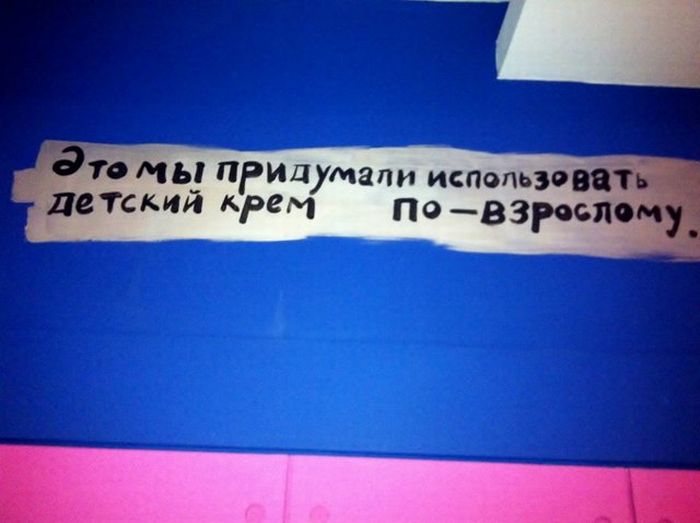 Это мы придумали использовать
детский крем по-взрослому.